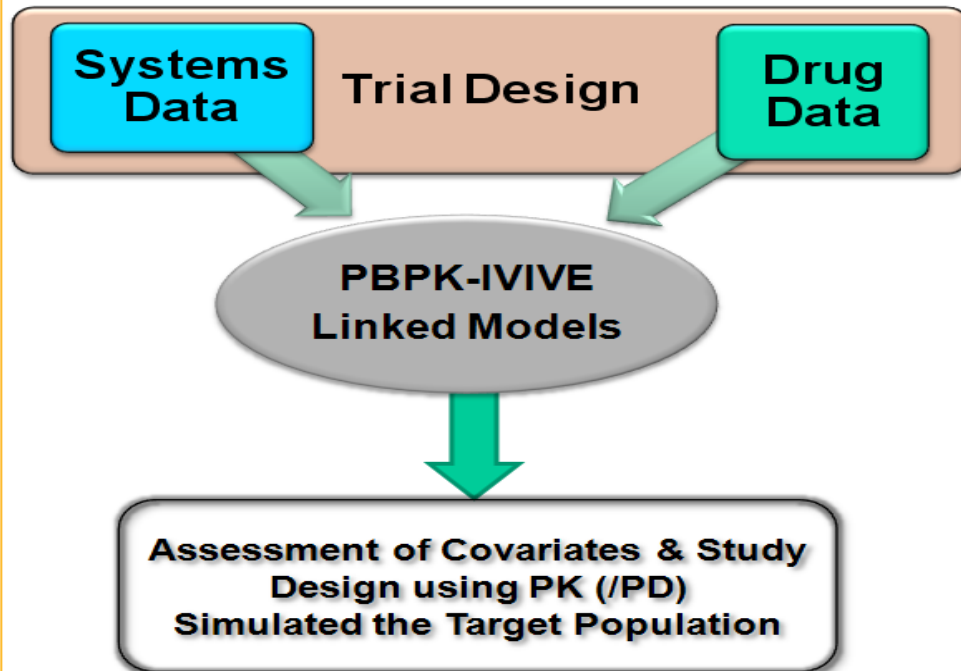 Systems
Data
Trial Design
Drug
Data
PBPK-IVIVE
Linked Models
Assessment of Covariates & Study
Design using PK (/PD)
Simulated the Target Population